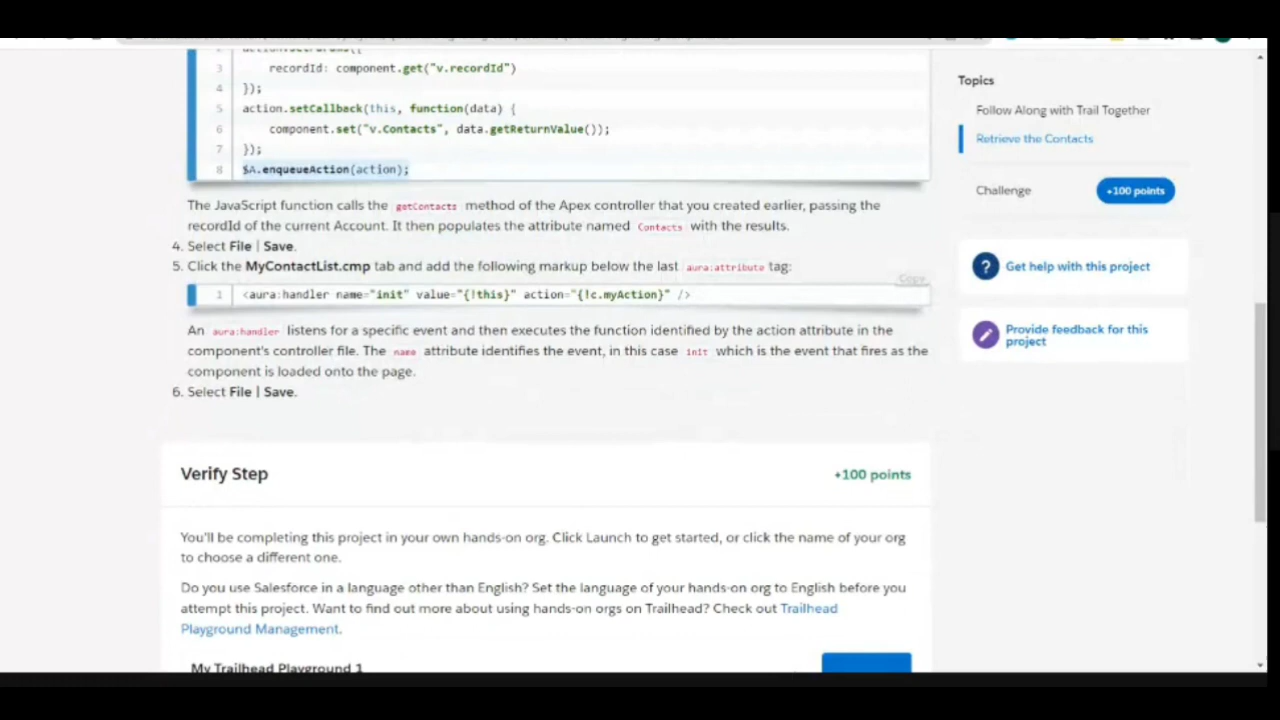 3 recordId: component.get("v.recordId")
4 });
5 action.setCallback(this, function(data) {
6 component.set("v.Contacts", data.getReturnValue());
7 });
8 $A.enqueueAction(action);
The JavaScript function calls the getContacts method of the Apex controller that you created earlier, passing the
recordId of the current Account. It then populates the attribute named Contacts with the results.
4. Select File | Save.
5. Click the MyContactList.cmp tab and add the following markup below the last aura:attribute tag:
Copy
1 <aura:handler name="init" value="{!this}" action="{!c.myAction}" />
An aura:handler listens for a specific event and then executes the function identified by the action attribute in the
component's controller file. The name attribute identifies the event, in this case init which is the event that fires as the
component is loaded onto the page.
6. Select File | Save.
Verify Step
+100 points
You'll be completing this project in your own hands-on org. Click Launch to get started, or click the name of your org
to choose a different one.
Do you use Salesforce in a language other than English? Set the language of your hands-on org to English before you
attempt this project. Want to find out more about using hands-on orgs on Trailhead? Check out Trailhead
Playground Management.
My Trailhead Playground 1
Topics
Follow Along with Trail Together
Retrieve the Contacts
Challenge
+100 points
Get help with this project
Provide feedback for this
project